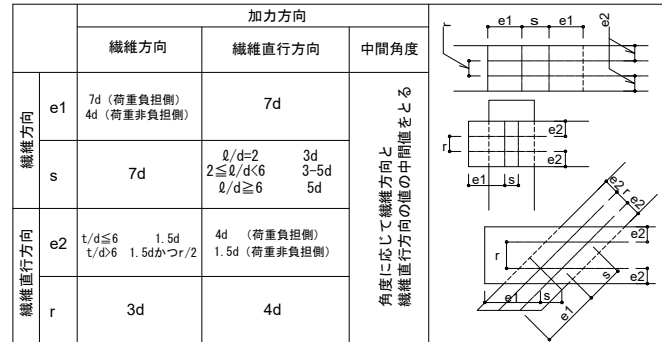 加力方向
繊維方向 繊維直行方向 中間角度
繊維方向
e1
7d（荷重負担側）
4d（荷重非負担側）
7d
s
7d
ℓ/d=2 3d
2≦ℓ/d<6 3-5d
ℓ/d≧6 5d
繊維直行方向
e2
t/d≦6 1.5d
t/d>6 1.5dかつr/2
4d （荷重負担側）
1.5d（荷重非負担側）
r
3d
4d
角度に応じて繊維方向と
繊維直行方向の値の中間値をとる
r
e1 s e1
e2
e2
r
e2
e2
e1 s
e2 r e2
e2
r
e2
s
e1 s
e1